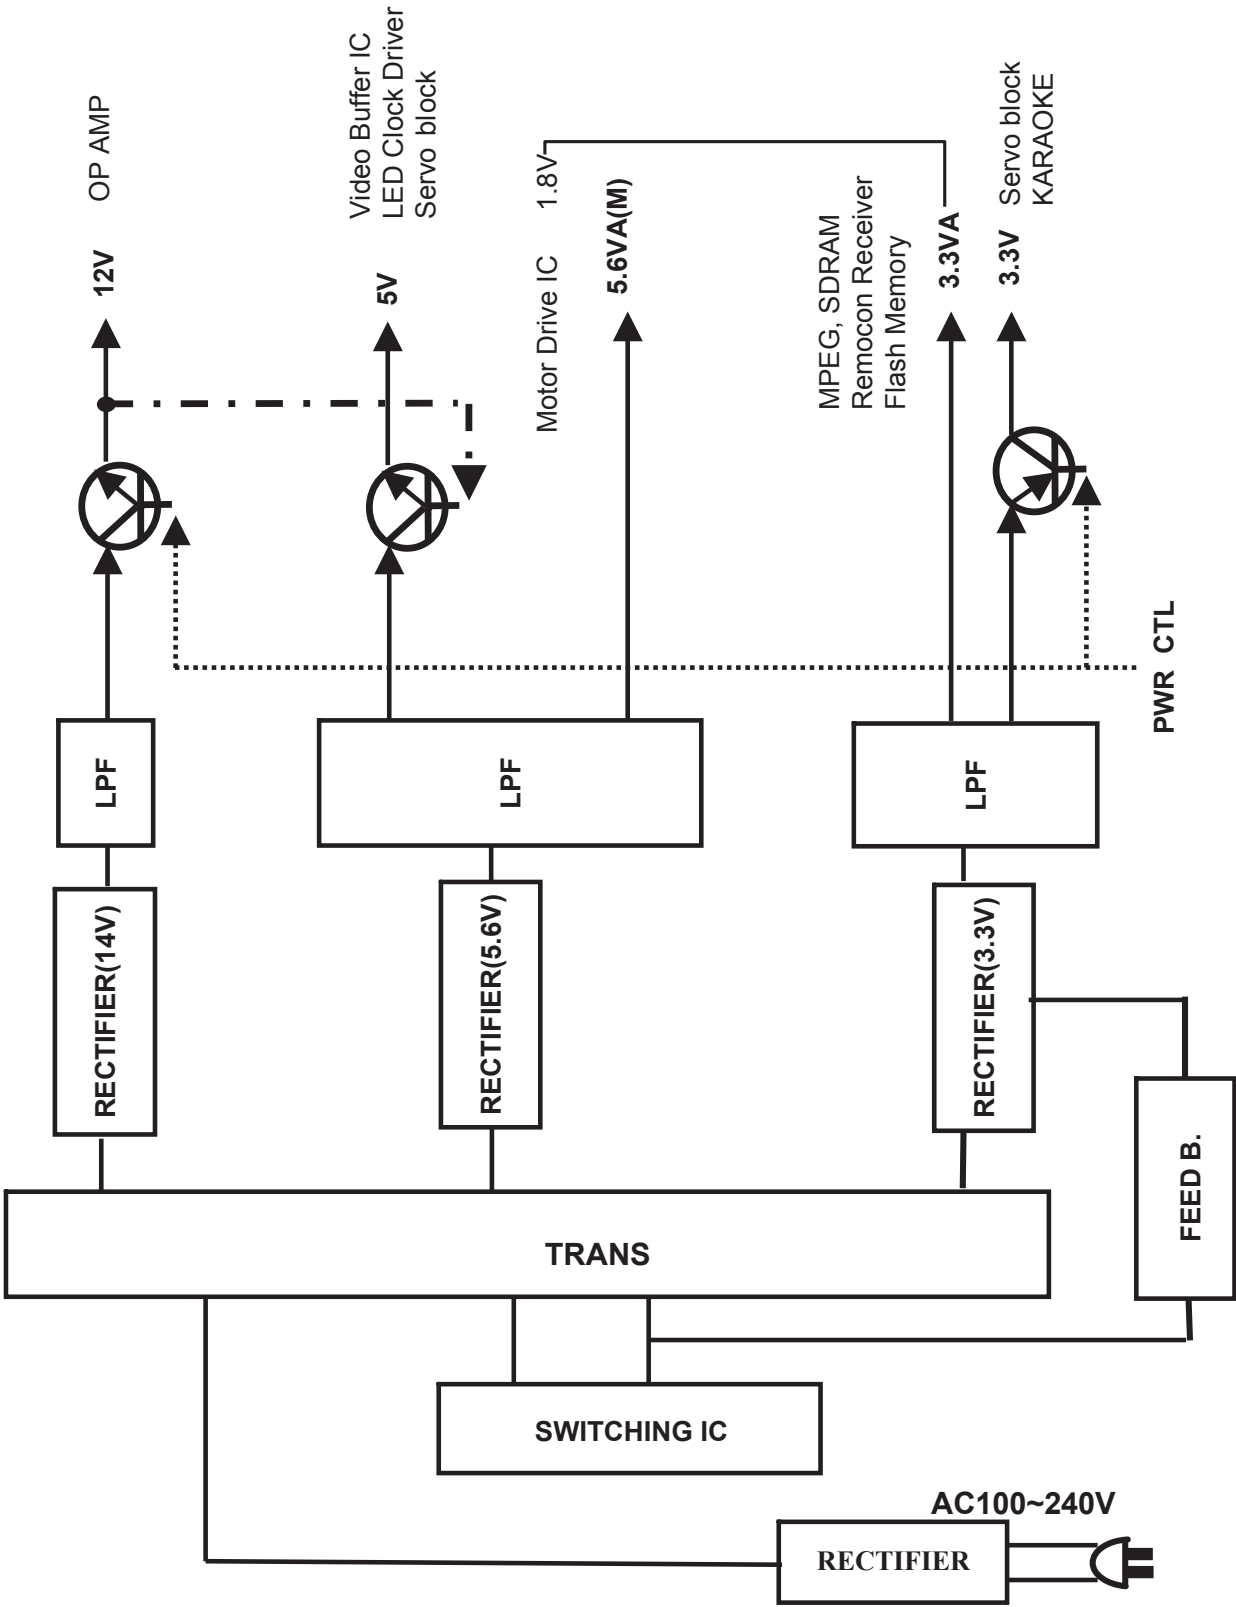 OP AMP
12V
Video Buffer IC
LED Clock Driver
Servo block
5V
Motor Drive IC 1.8V
5.6VA(M)
MPEG, SDRAM
Remocon Receiver
Flash Memory
3.3VA
3.3V
Servo block
KARAOKE
PWR CTL
LPF
LPF
LPF
RECTIFIER(14V)
RECTIFIER(5.6V)
RECTIFIER(3.3V)
TRANS
FEED B.
SWITCHING IC
AC100~240V
RECTIFIER